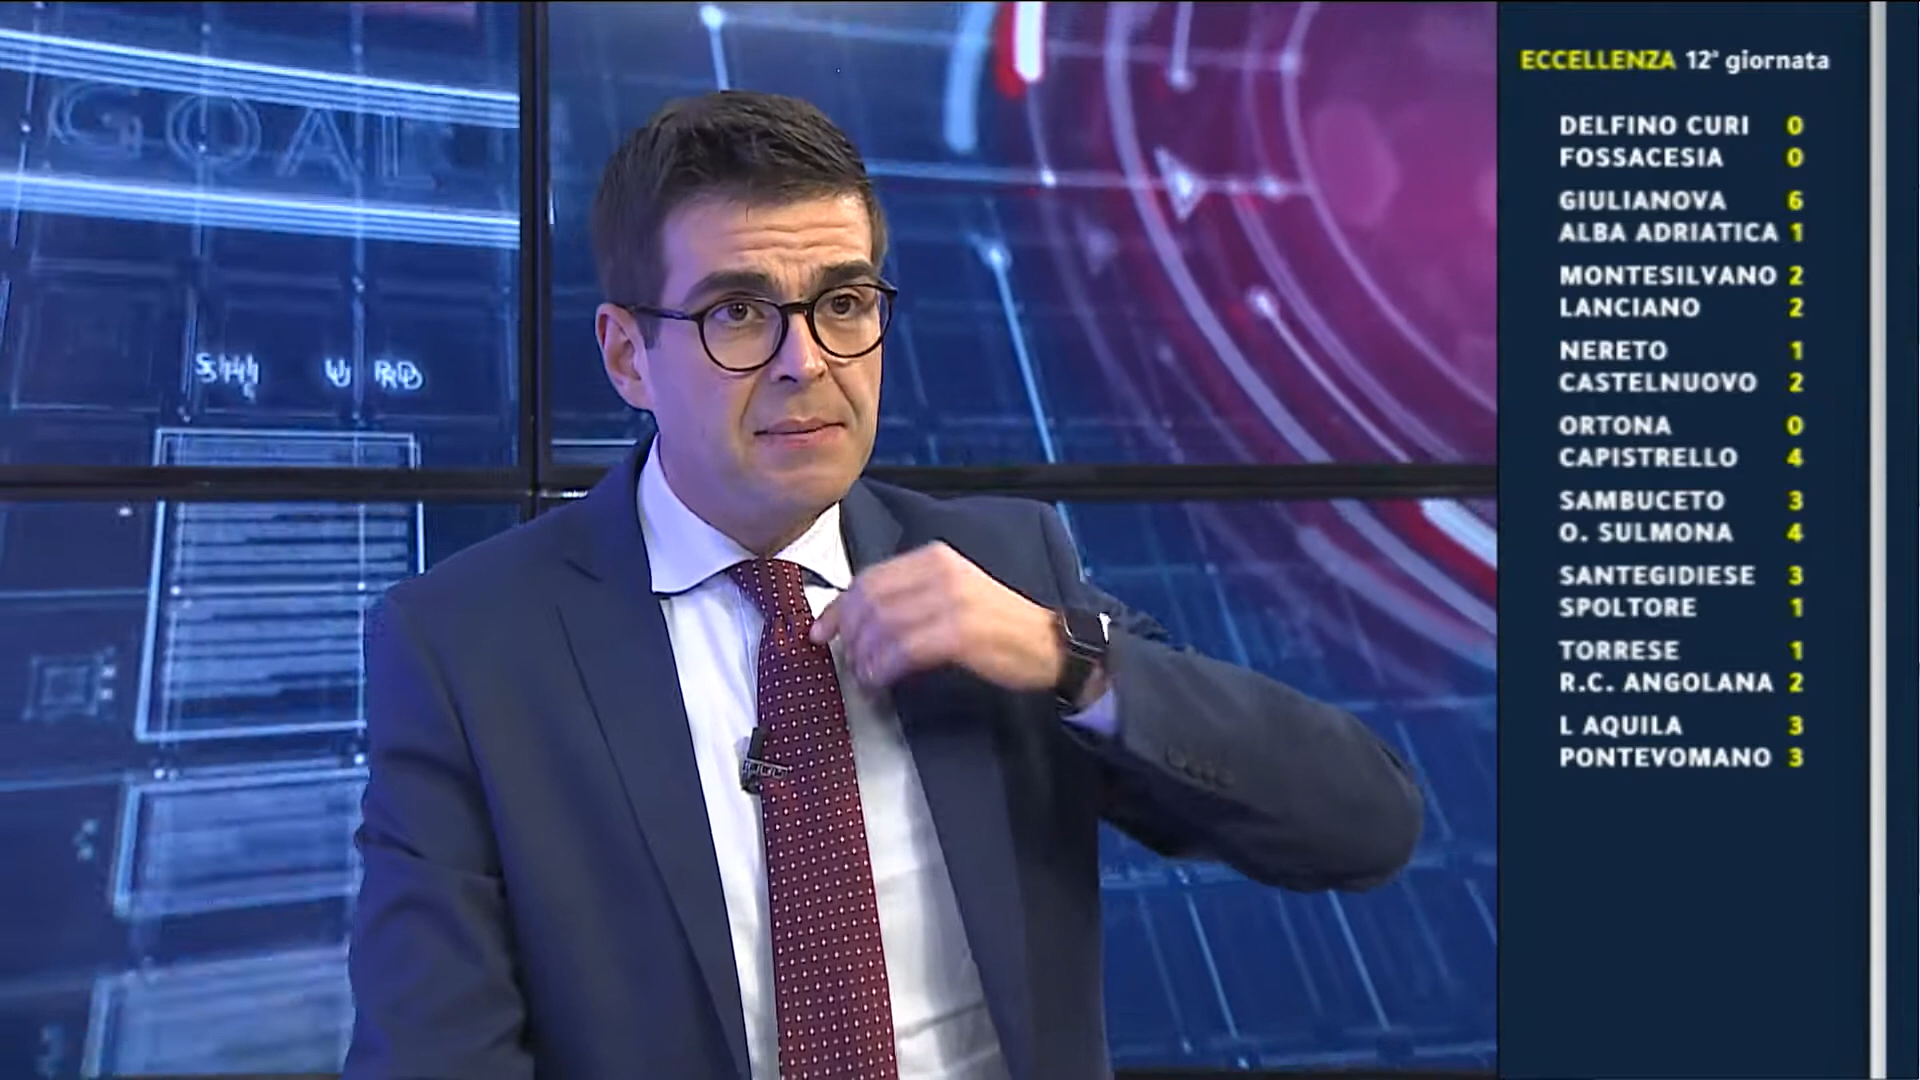 GOAL
ECCELLENZA 12ª giornata
DELFINO CURI 0
FOSSACESIA 0
GIULIANOVA 6
ALBA ADRIATICA 1
MONTESILVANO 2
LANCIANO 2
NERETO 1
CASTELNUOVO 2
ORTONA 0
CAPISTRELLO 4
SAMBUCETO 3
O. SULMONA 4
SANTEGIDIESE 3
SPOLTORE 1
TORRESE 1
R.C. ANGOLANA 2
L AQUILA 3
PONTEVOMANO 3